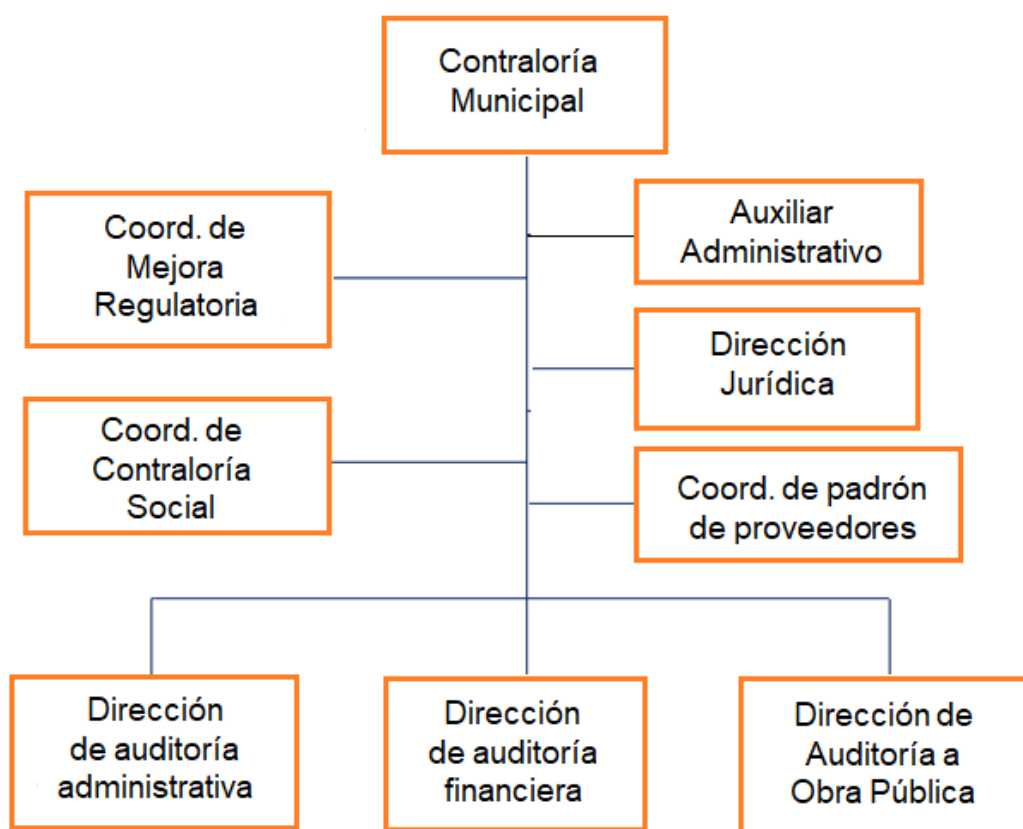 Contraloría
Municipal
Auxiliar
Administrativo
Coord. de
Mejora
Regulatoria
Dirección
Jurídica
Coord. de
Contraloría
Social
Coord. de padrón
de proveedores
Dirección
de auditoría
administrativa
Dirección
de auditoría
financiera
Dirección de
Auditoría a
Obra Pública